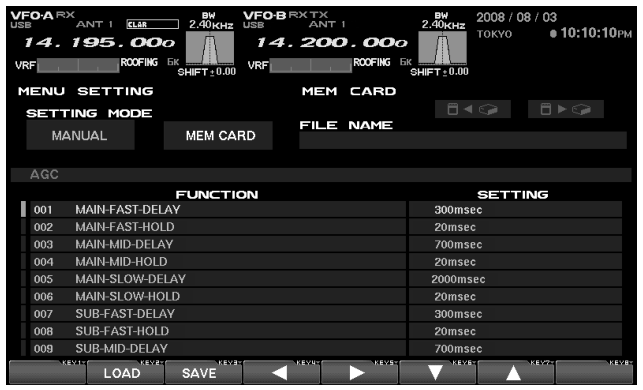 VFO-A RX BW VFO-B RX TX BW 2008 / 08 / 03
USB ANT 1 CLAR 2.40KHz USB ANT 1 2.40KHz TOKYO 10:10:10PM
14. 195. 000 14. 200. 000
VRF ROOFING 6K SHIFT±0.00 VRF ROOFING 6K SHIFT±0.00
MENU SETTING MEM CARD
SETTING MODE
MANUAL MEM CARD FILE NAME
AGC
FUNCTION SETTING
001 MAIN-FAST-DELAY 300msec
002 MAIN-FAST-HOLD 20msec
003 MAIN-MID-DELAY 700msec
004 MAIN-MID-HOLD 20msec
005 MAIN-SLOW-DELAY 2000msec
006 MAIN-SLOW-HOLD 20msec
007 SUB-FAST-DELAY 300msec
008 SUB-FAST-HOLD 20msec
009 SUB-MID-DELAY 700msec
KEY1 KEY2 KEY3 KEY4 KEY5 KEY6 KEY7 KEY8
LOAD SAVE